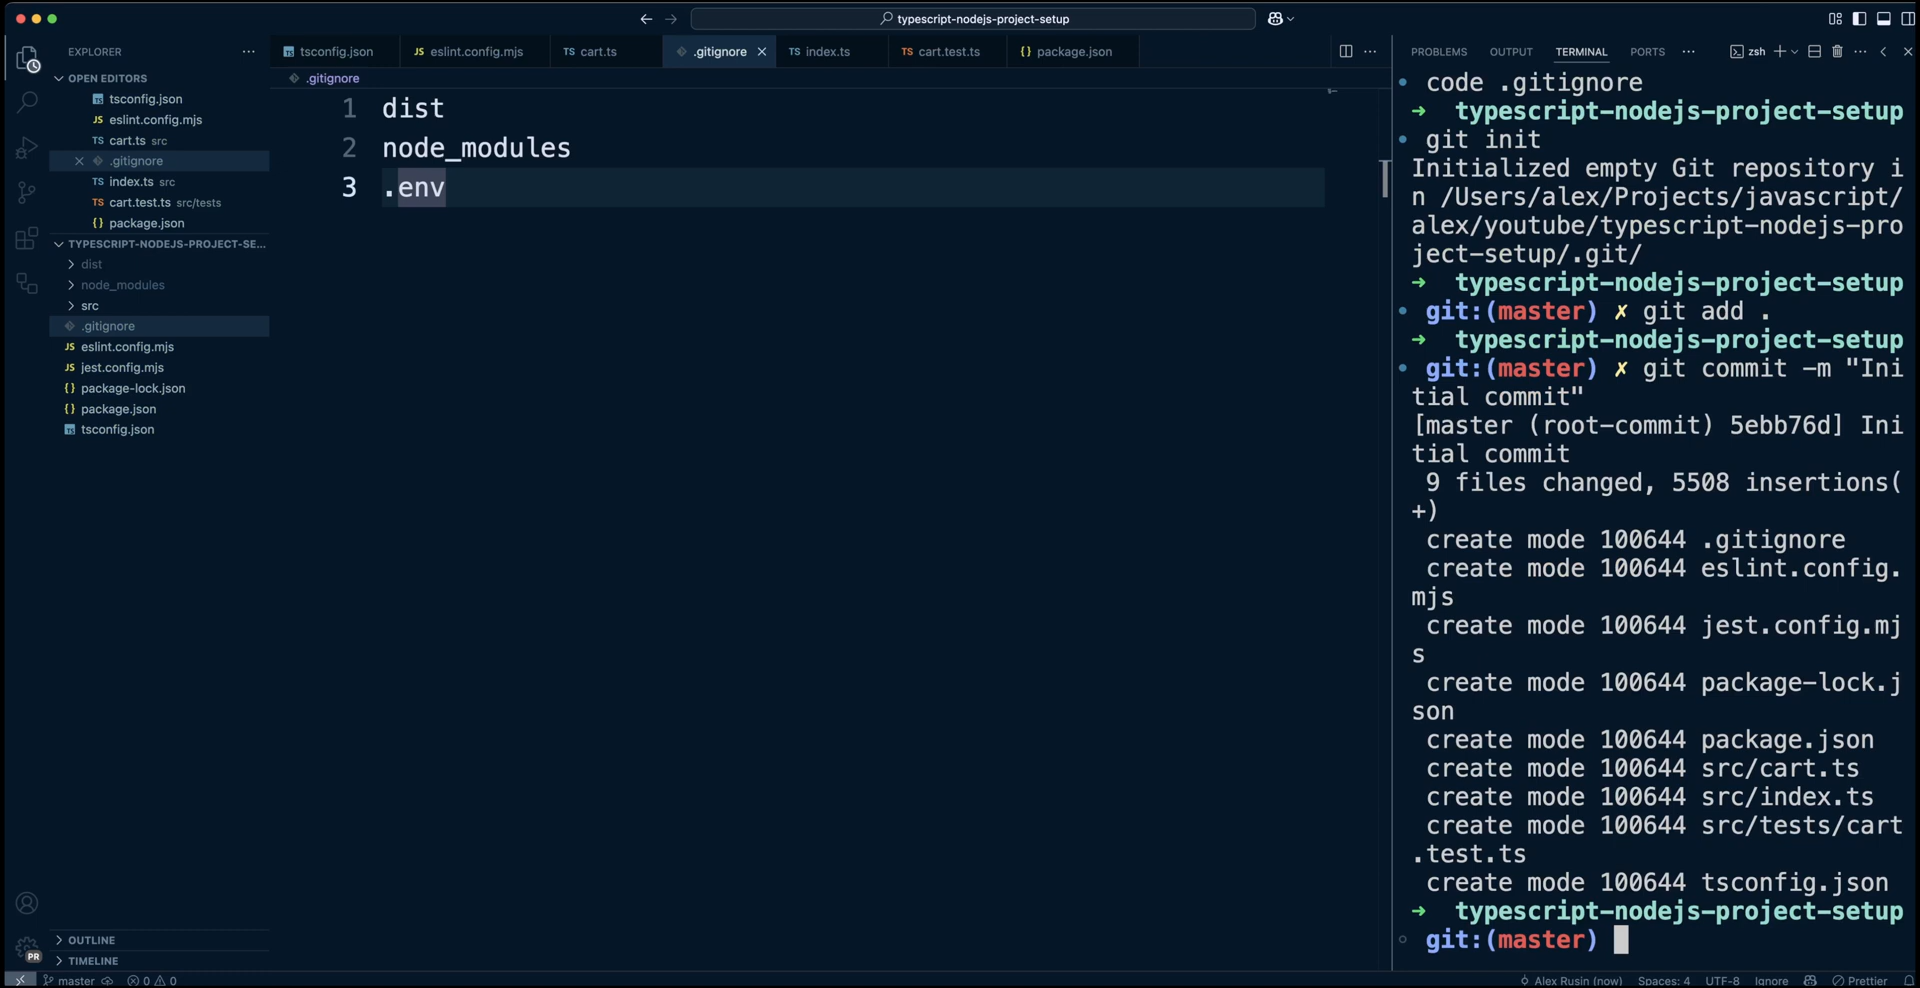 typescript-nodejs-project-setup
EXPLORER
OPEN EDITORS
tsconfig.json
eslint.config.mjs
cart.ts src
.gitignore
index.ts src
cart.test.ts src/tests
package.json
TYPESCRIPT-NODEJS-PROJECT-SE...
dist
node_modules
src
.gitignore
eslint.config.mjs
jest.config.mjs
package-lock.json
package.json
tsconfig.json
OUTLINE
TIMELINE
tsconfig.json
JS eslint.config.mjs
TS cart.ts
.gitignore
TS index.ts
TS cart.test.ts
{} package.json
.gitignore
1 dist
2 node_modules
3 .env
PROBLEMS OUTPUT TERMINAL PORTS
zsh
code .gitignore
➜ typescript-nodejs-project-setup
git init
Initialized empty Git repository i
n /Users/alex/Projects/javascript/
alex/youtube/typescript-nodejs-pro
ject-setup/.git/
➜ typescript-nodejs-project-setup
git:(master) ✗ git add .
➜ typescript-nodejs-project-setup
git:(master) ✗ git commit -m "Ini
tial commit"
[master (root-commit) 5ebb76d] Ini
tial commit
9 files changed, 5508 insertions(
+)
create mode 100644 .gitignore
create mode 100644 eslint.config.
mjs
create mode 100644 jest.config.mj
s
create mode 100644 package-lock.j
son
create mode 100644 package.json
create mode 100644 src/cart.ts
create mode 100644 src/index.ts
create mode 100644 src/tests/cart
.test.ts
create mode 100644 tsconfig.json
➜ typescript-nodejs-project-setup
git:(master)
PR
master 0 0
Alex Rusin (now) Spaces: 4 UTF-8 Ignore Prettier